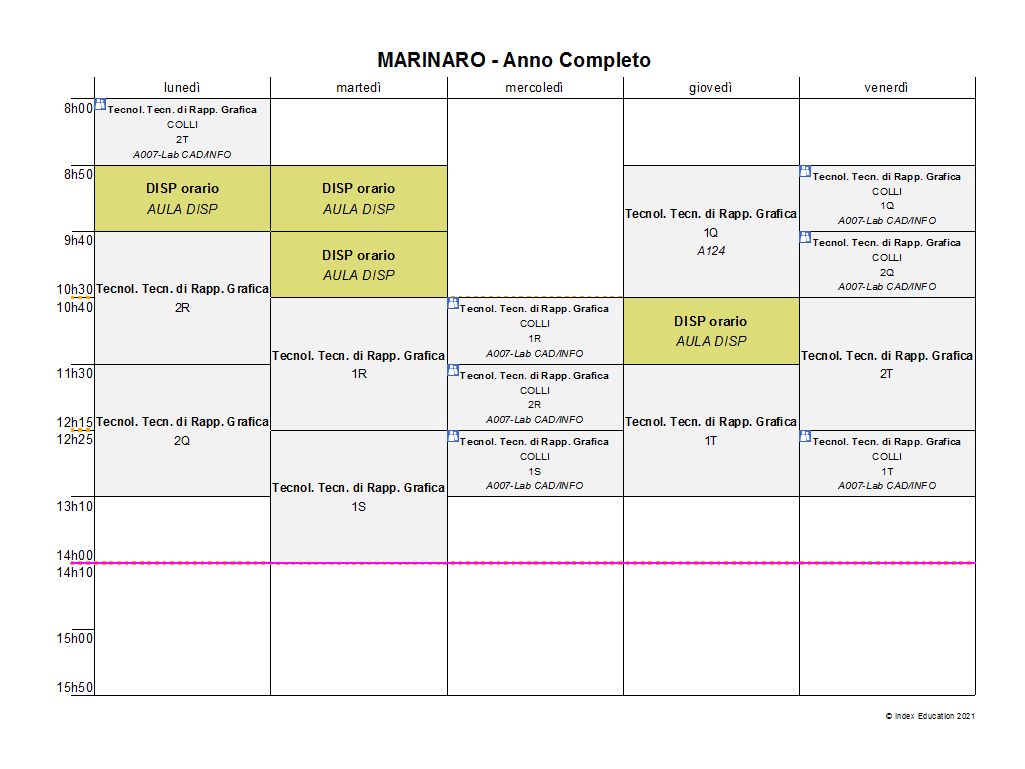 MARINARO - Anno Completo
lunedì
martedì
mercoledì
giovedì
venerdì
8h00
8h50
9h40
10h30
10h40
11h30
12h15
12h25
13h10
14h00
14h10
15h00
15h50
Tecnol. Tecn. di Rapp. Grafica
COLLI
2T
A007-Lab CAD/INFO
DISP orario
AULA DISP
Tecnol. Tecn. di Rapp. Grafica
2R
Tecnol. Tecn. di Rapp. Grafica
2Q
DISP orario
AULA DISP
DISP orario
AULA DISP
Tecnol. Tecn. di Rapp. Grafica
1R
Tecnol. Tecn. di Rapp. Grafica
1S
Tecnol. Tecn. di Rapp. Grafica
COLLI
1R
A007-Lab CAD/INFO
Tecnol. Tecn. di Rapp. Grafica
COLLI
2R
A007-Lab CAD/INFO
Tecnol. Tecn. di Rapp. Grafica
COLLI
1S
A007-Lab CAD/INFO
Tecnol. Tecn. di Rapp. Grafica
1Q
A124
DISP orario
AULA DISP
Tecnol. Tecn. di Rapp. Grafica
1T
Tecnol. Tecn. di Rapp. Grafica
COLLI
1Q
A007-Lab CAD/INFO
Tecnol. Tecn. di Rapp. Grafica
COLLI
2Q
A007-Lab CAD/INFO
Tecnol. Tecn. di Rapp. Grafica
2T
Tecnol. Tecn. di Rapp. Grafica
COLLI
1T
A007-Lab CAD/INFO
© Index Education 2021